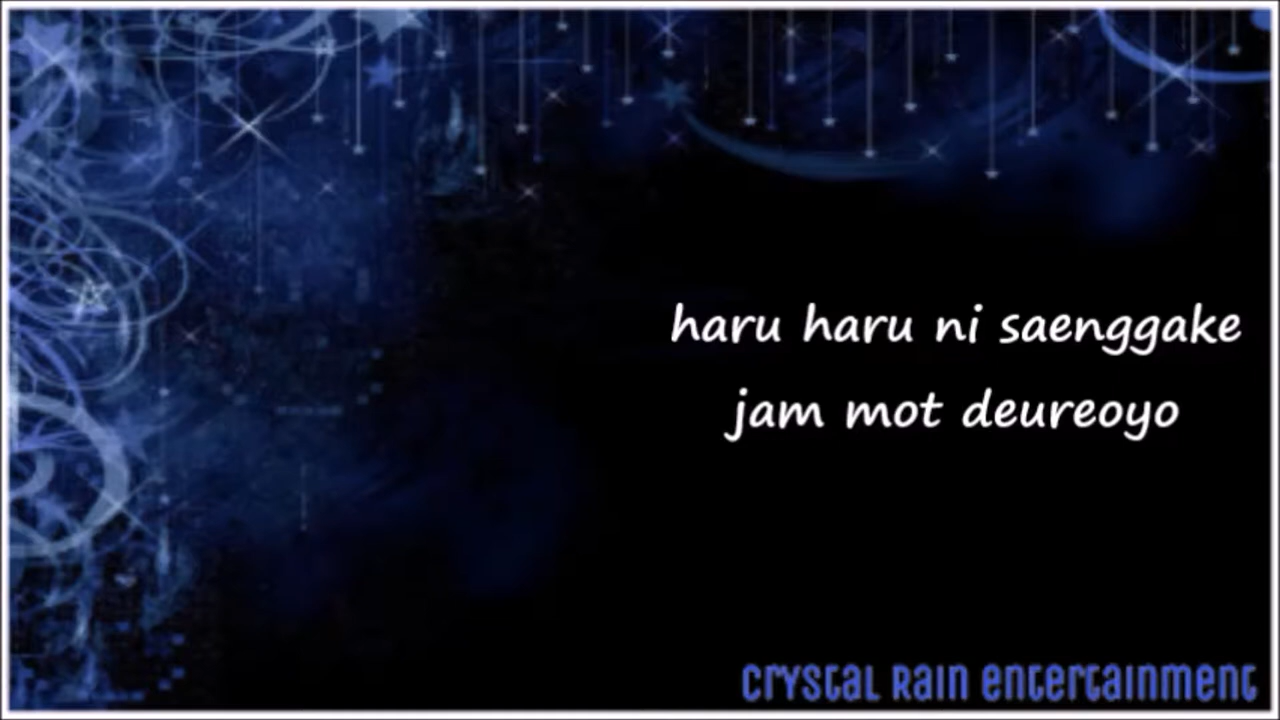 haru haru ni saenggake
jam mot deureoyo
Crystal Rain Entertainment